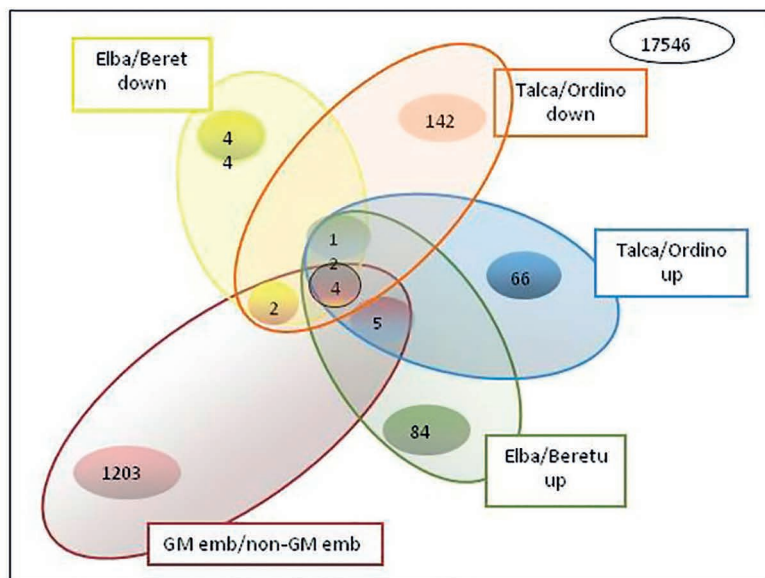 17546
Elba/Beret
down
Talca/Ordino
down
142
4
4
1
2
4
2
5
Talca/Ordino
up
66
84
Elba/Beretu
up
1203
GM emb/non-GM emb